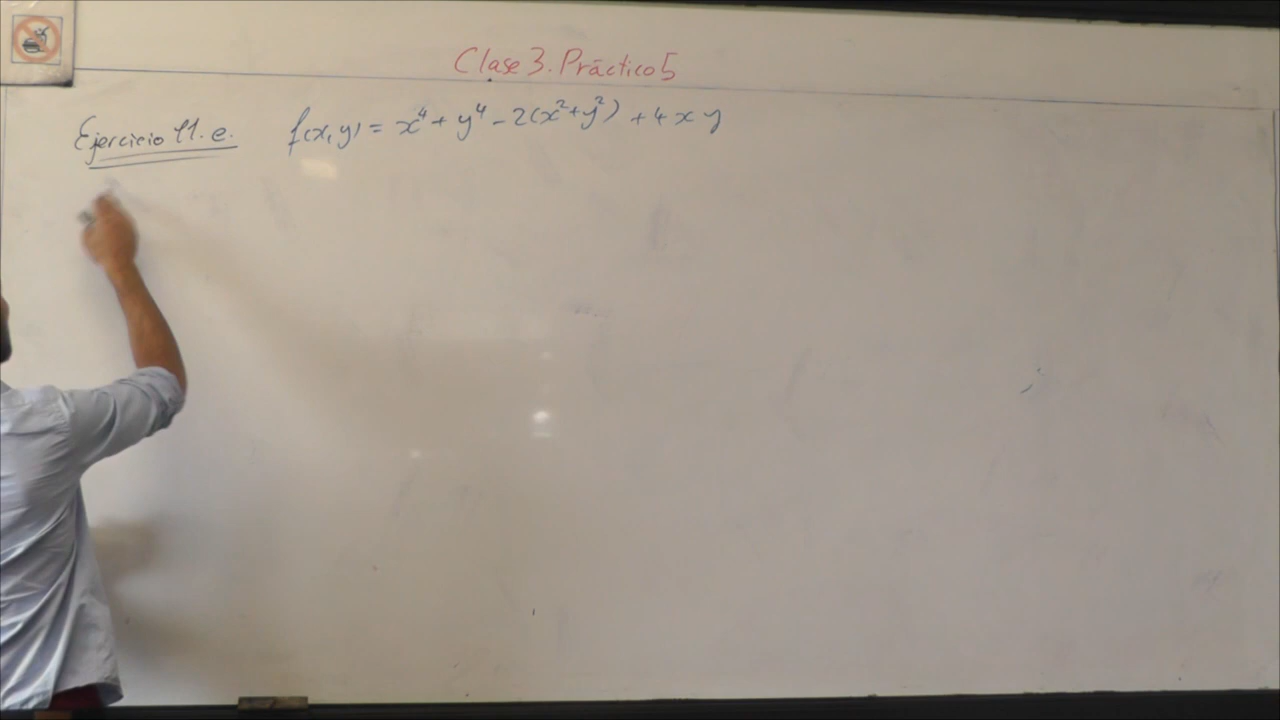 Clase 3. Práctico 5
Ejercicio 11. e. f(x,y) = x⁴ + y⁴ - 2(x² + y²) + 4xy